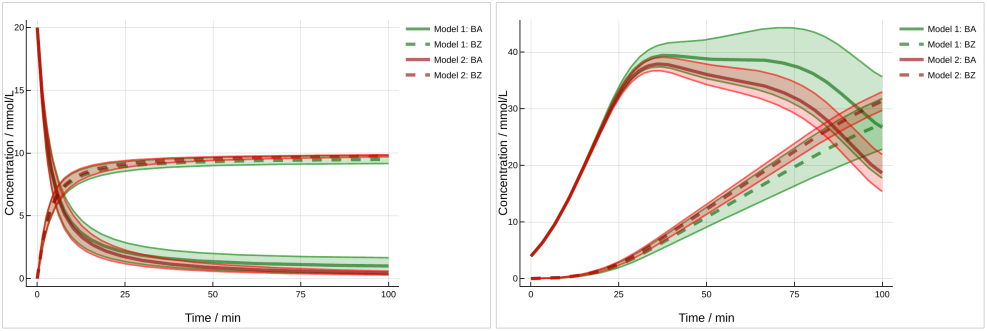 20
15
10
5
0
0
25
50
75
100
Concentration / mmol/L
Time / min
Model 1: BA
Model 1: BZ
Model 2: BA
Model 2: BZ
40
30
20
10
0
0
25
50
75
100
Concentration / mmol/L
Time / min
Model 1: BA
Model 1: BZ
Model 2: BA
Model 2: BZ